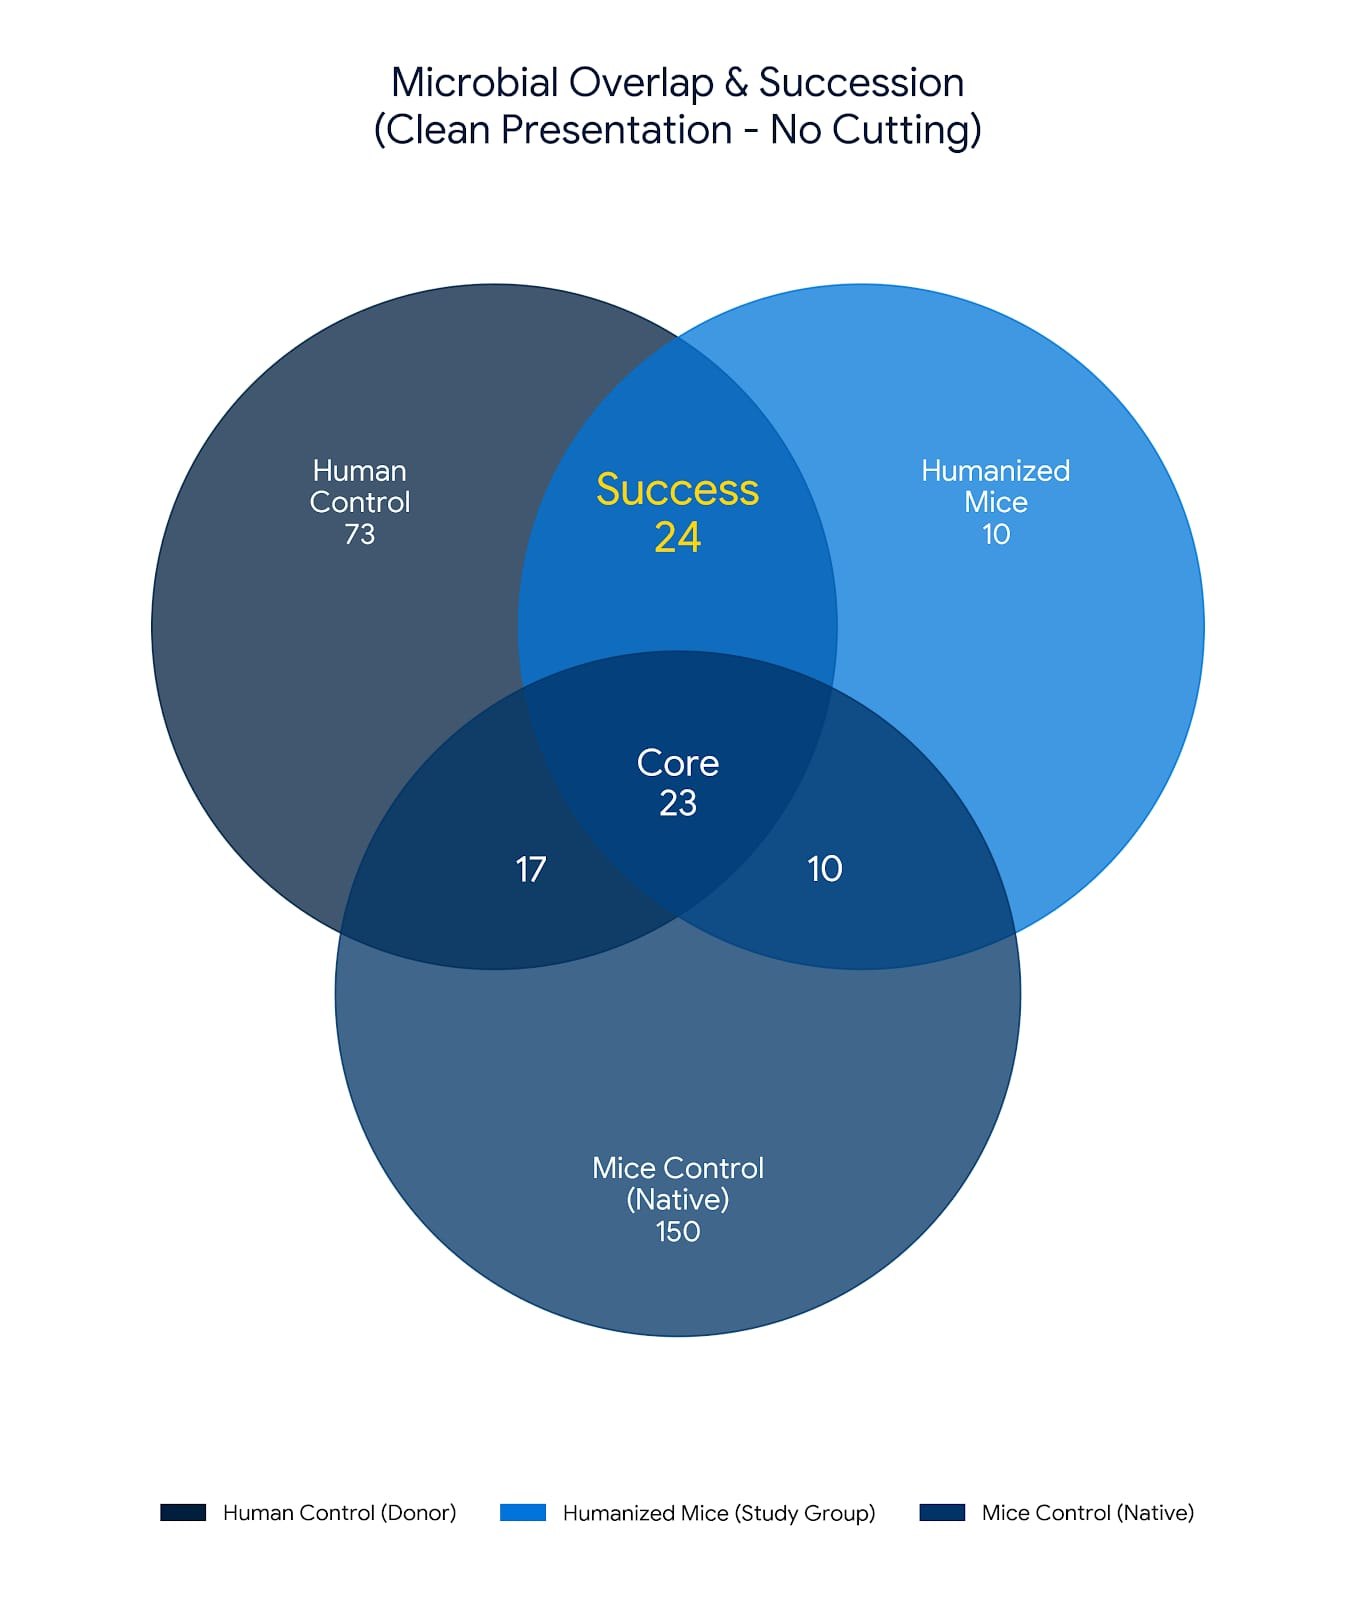 Microbial Overlap & Succession
(Clean Presentation - No Cutting)
Human
Control
73
Success
24
Humanized
Mice
10
Core
23
17
10
Mice Control
(Native)
150
Human Control (Donor)
Humanized Mice (Study Group)
Mice Control (Native)